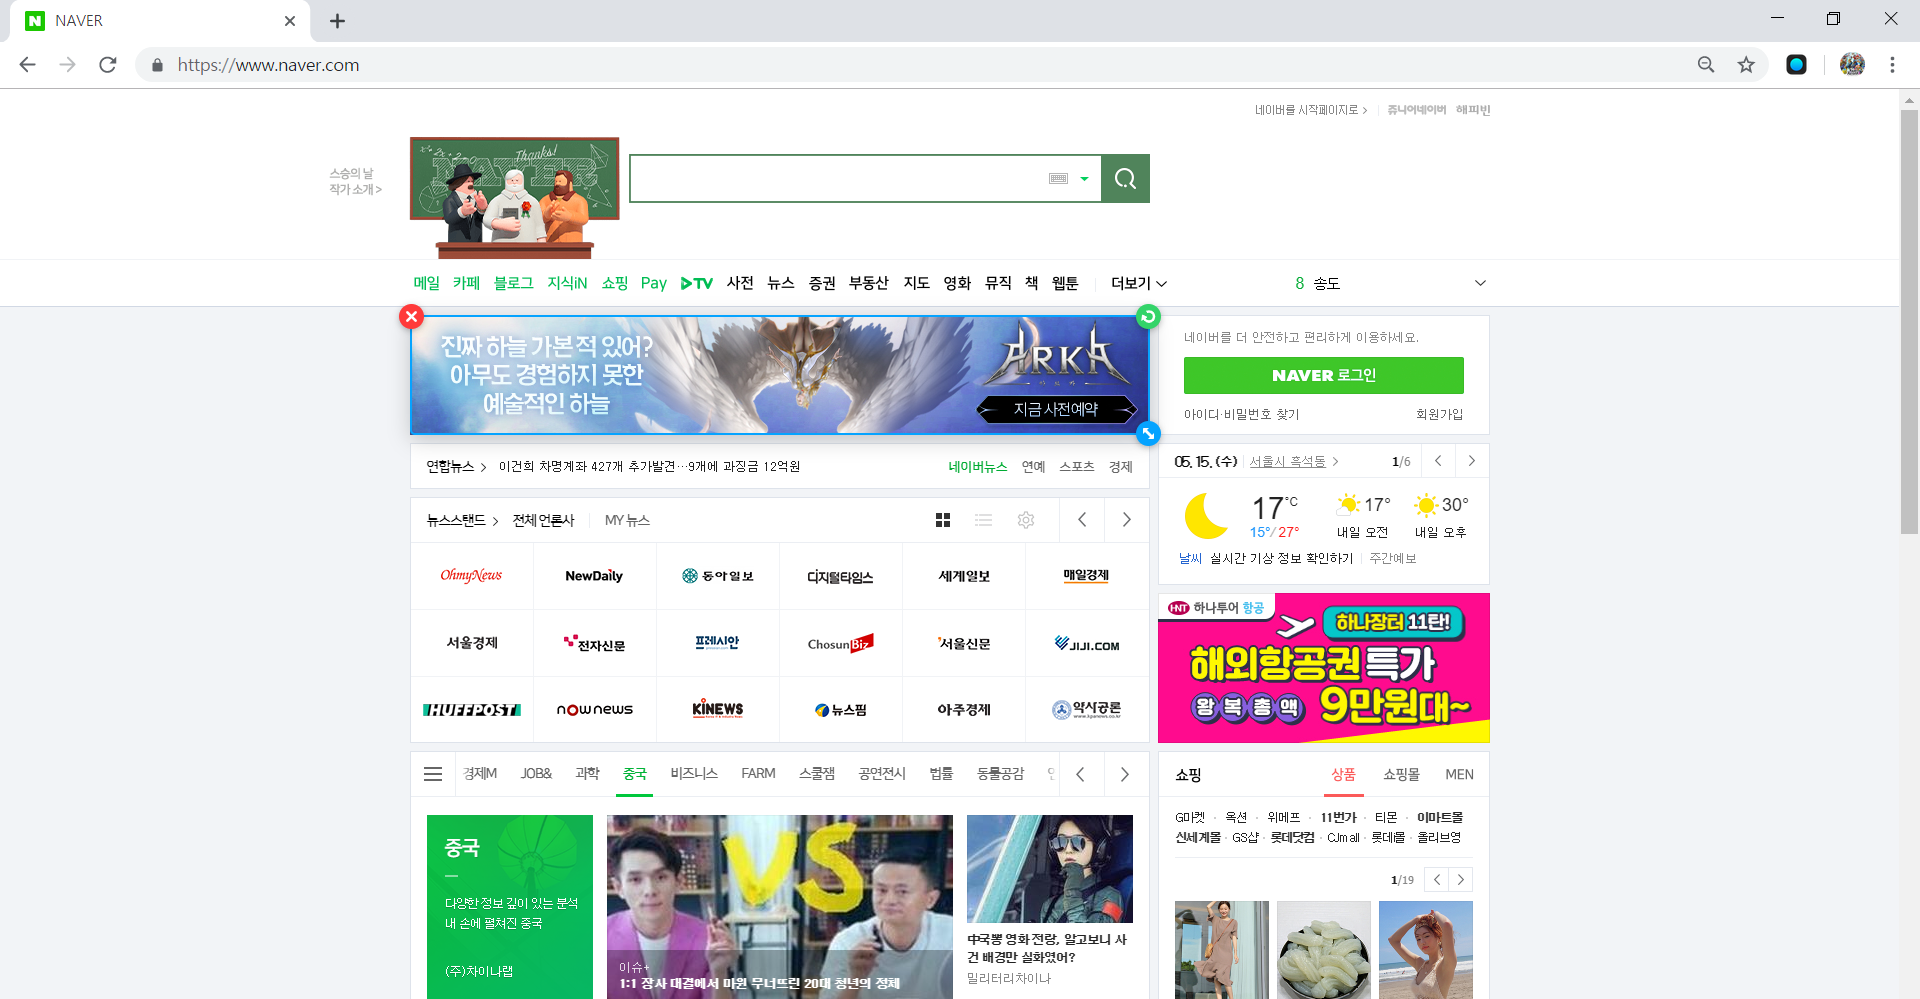 NAVER
https://www.naver.com
네이버를 시작페이지로 >
쥬니어네이버 해피빈
스승의 날
작가 소개 >
Thanks!
NAVER
메일 카페 블로그 지식iN 쇼핑 Pay TV 사전 뉴스 증권 부동산 지도 영화 뮤직 책 웹툰 더보기
8 송도
진짜 하늘 가본 적 있어?
아무도 경험하지 못한
예술적인 하늘
ARKA
아르카
지금 사전예약
네이버를 더 안전하고 편리하게 이용하세요.
NAVER 로그인
아이디·비밀번호 찾기 회원가입
연합뉴스 > 이건희 차명계좌 427개 추가발견…9개에 과징금 12억원
네이버뉴스 연예 스포츠 경제
05. 15. (수) 서울시 흑석동 > 1/6
17°C
15°/27°
17°
내일 오전
30°
내일 오후
날씨 실시간 기상 정보 확인하기 주간예보
뉴스스탠드 > 전체 언론사 MY 뉴스
OhmyNews NewDaily 동아일보 디지털타임스 세계일보 매일경제
서울경제 전자신문 프레시안 ChosunBiz 서울신문 JIJI.COM
HUFFPOST nownews KiNEWS 뉴스핌 아주경제 약사공론
www.kpanews.co.kr
HNT 하나투어 항공
하나장터 11탄!
해외항공권 특가
왕복총액 9만원대~
경제M JOB& 과학 중국 비즈니스 FARM 스쿨잼 공연전시 법률 동물공감
중국
다양한 정보 깊이 있는 분석
내 손에 펼쳐진 중국
(주)차이나랩
VS
이슈+
1:1 장사 대결에서 마윈 무너뜨린 20대 청년의 정체
中국뽕 영화 전랑, 알고보니 사
건 배경만 실화였어?
밀리터리차이나
쇼핑 상품 쇼핑몰 MEN
G마켓 · 옥션 · 위메프 · 11번가 · 티몬 · 이마트몰
신세계몰 · GS샵 · 롯데닷컴 · CJmall · 롯데i몰 · 올리브영
1/19